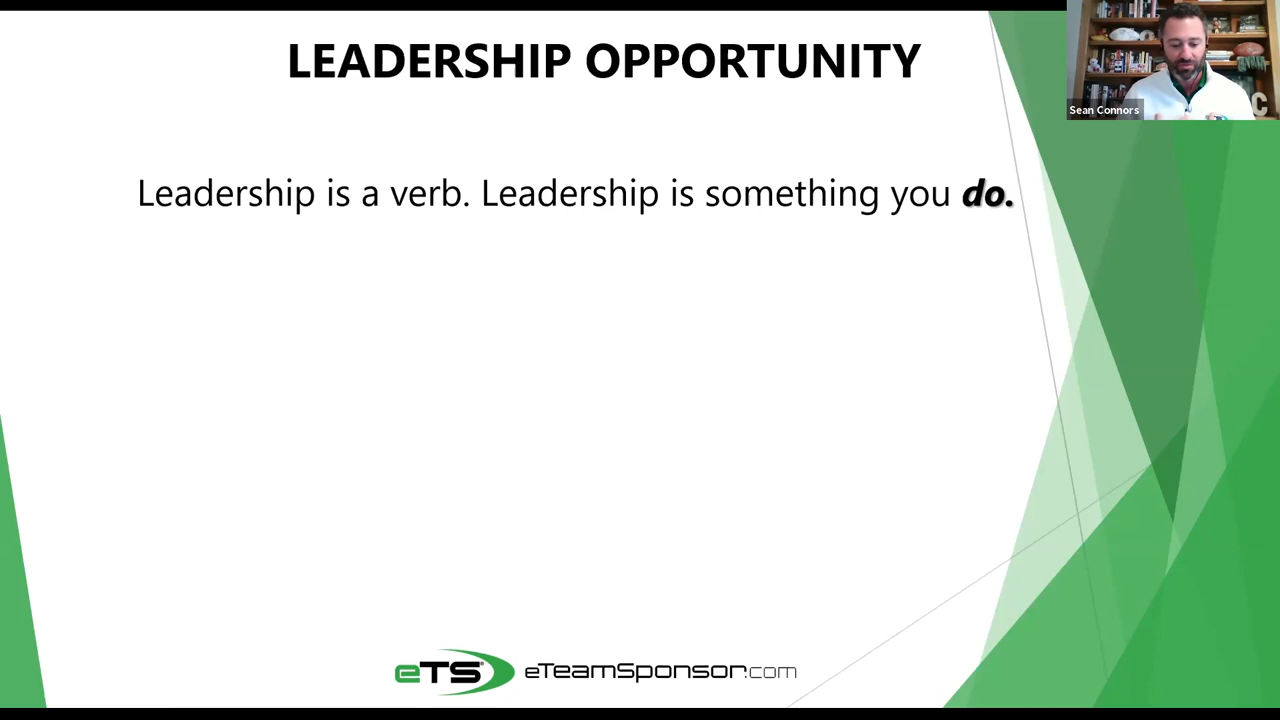 LEADERSHIP OPPORTUNITY
Sean Connors
Leadership is a verb. Leadership is something you do.
eTS® eTeamSponsor.com